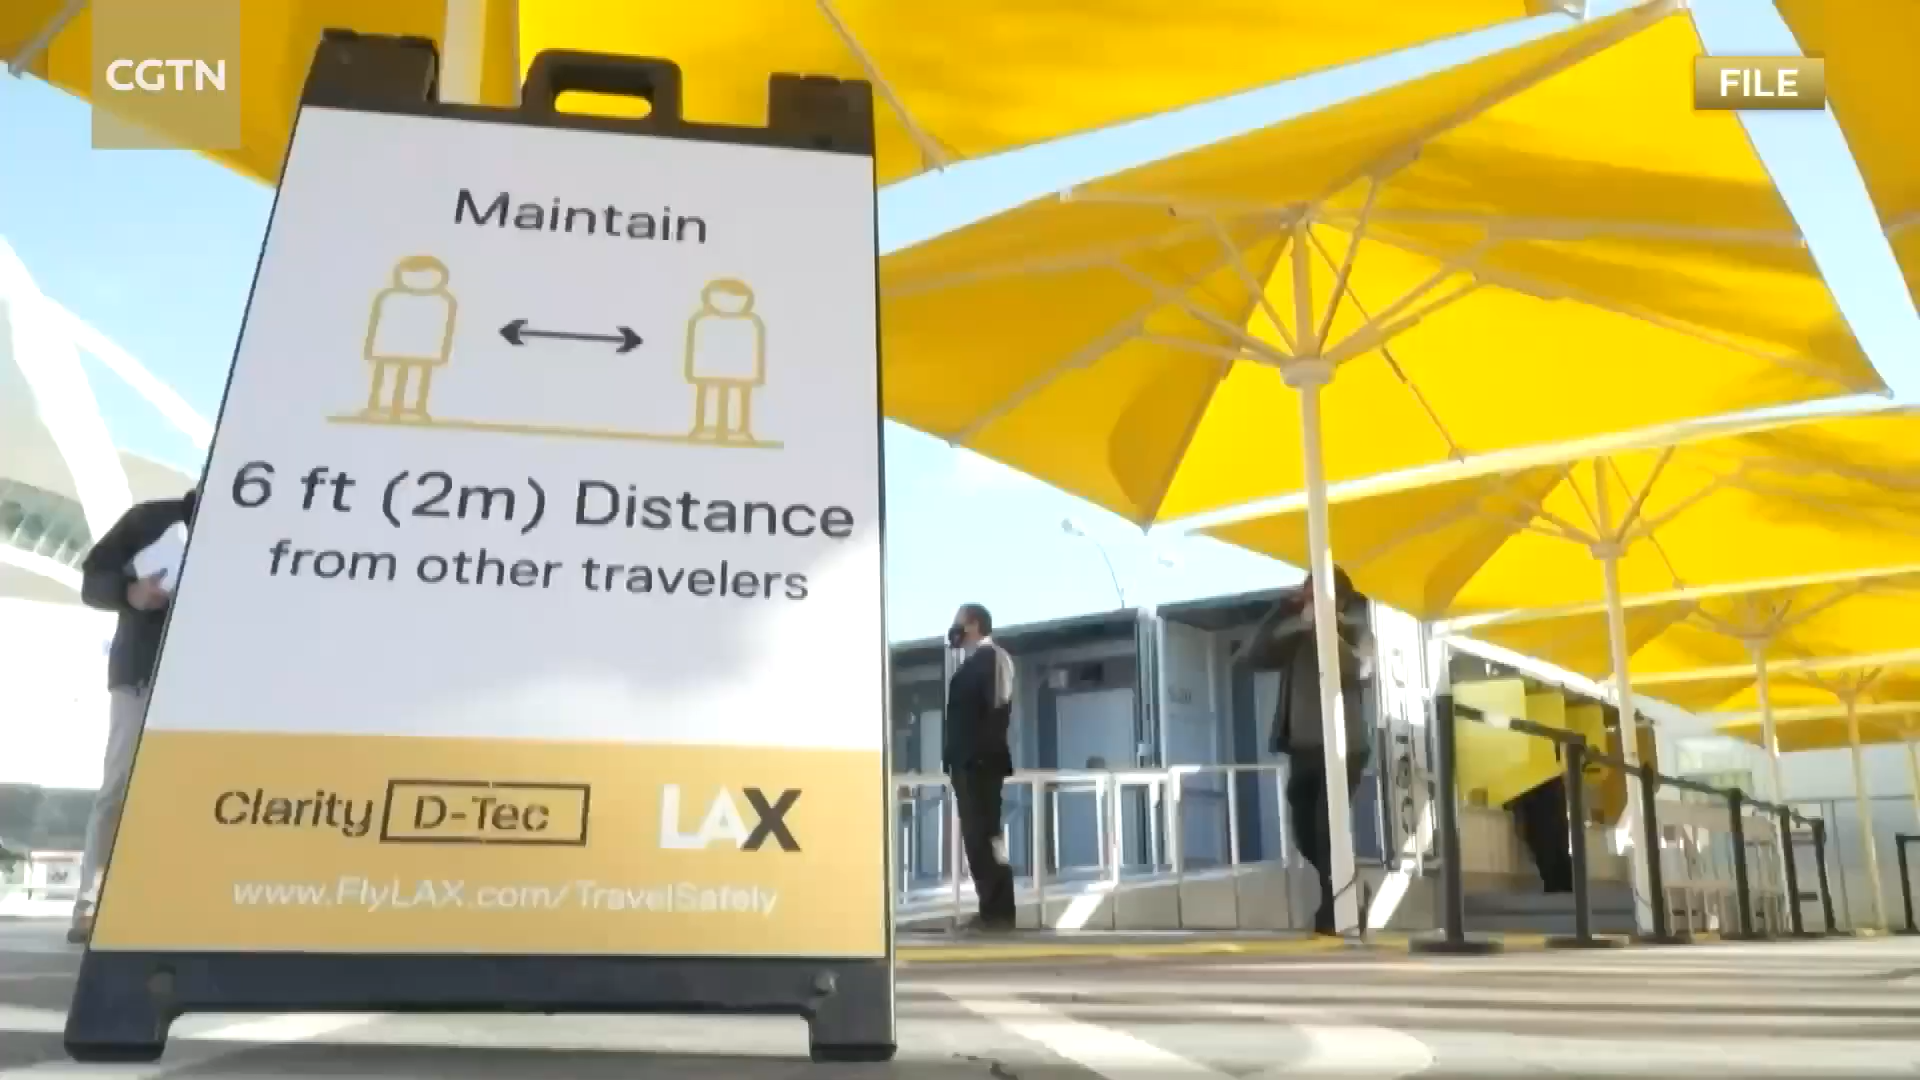 CGTN
FILE
Maintain
6 ft (2m) Distance
from other travelers
Clarity D-Tec
LAX
www.FlyLAX.com/TravelSafely